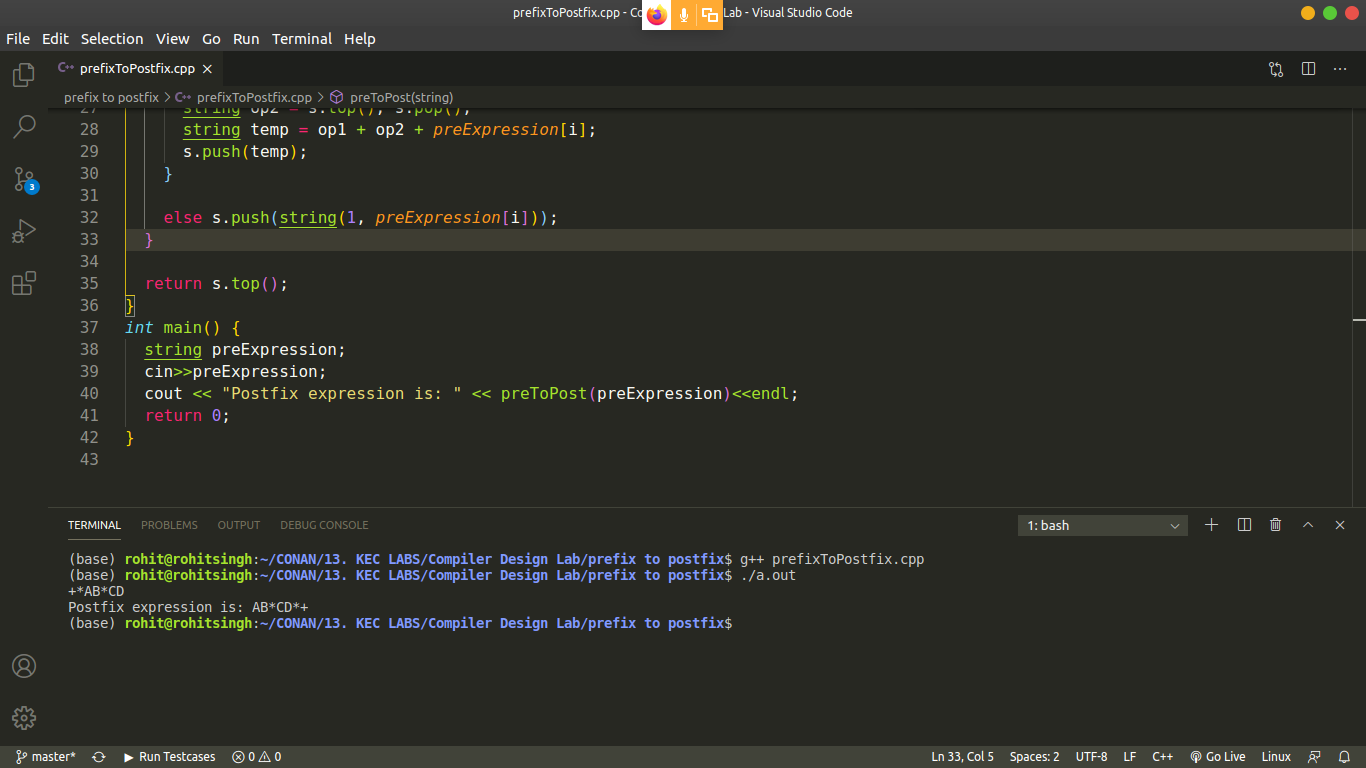 prefixToPostfix.cpp - Co Lab - Visual Studio Code
File Edit Selection View Go Run Terminal Help
C++ prefixToPostfix.cpp
prefix to postfix > C++ prefixToPostfix.cpp > preToPost(string)
27 string op2 = s.top(); s.pop();
28 string temp = op1 + op2 + preExpression[i];
29 s.push(temp);
30 }
31
32 else s.push(string(1, preExpression[i]));
33 }
34
35 return s.top();
36 }
37 int main() {
38 string preExpression;
39 cin>>preExpression;
40 cout << "Postfix expression is: " << preToPost(preExpression)<<endl;
41 return 0;
42 }
43
3
TERMINAL PROBLEMS OUTPUT DEBUG CONSOLE 1: bash
(base) rohit@rohitsingh:~/CONAN/13. KEC LABS/Compiler Design Lab/prefix to postfix$ g++ prefixToPostfix.cpp
(base) rohit@rohitsingh:~/CONAN/13. KEC LABS/Compiler Design Lab/prefix to postfix$ ./a.out
+*AB*CD
Postfix expression is: AB*CD*+
(base) rohit@rohitsingh:~/CONAN/13. KEC LABS/Compiler Design Lab/prefix to postfix$
master* Run Testcases 0 0 Ln 33, Col 5 Spaces: 2 UTF-8 LF C++ Go Live Linux